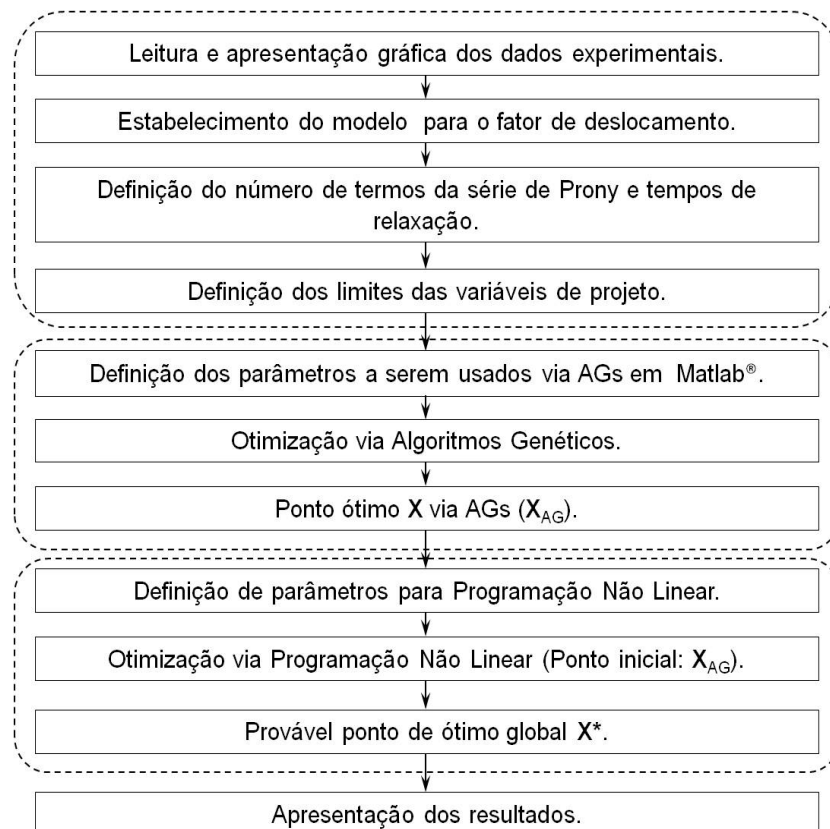 Leitura e apresentação gráfica dos dados experimentais.
Estabelecimento do modelo para o fator de deslocamento.
Definição do número de termos da série de Prony e tempos de
relaxação.
Definição dos limites das variáveis de projeto.
Definição dos parâmetros a serem usados via AGs em Matlab®.
Otimização via Algoritmos Genéticos.
Ponto ótimo X via AGs (X_AG).
Definição de parâmetros para Programação Não Linear.
Otimização via Programação Não Linear (Ponto inicial: X_AG).
Provável ponto de ótimo global X*.
Apresentação dos resultados.